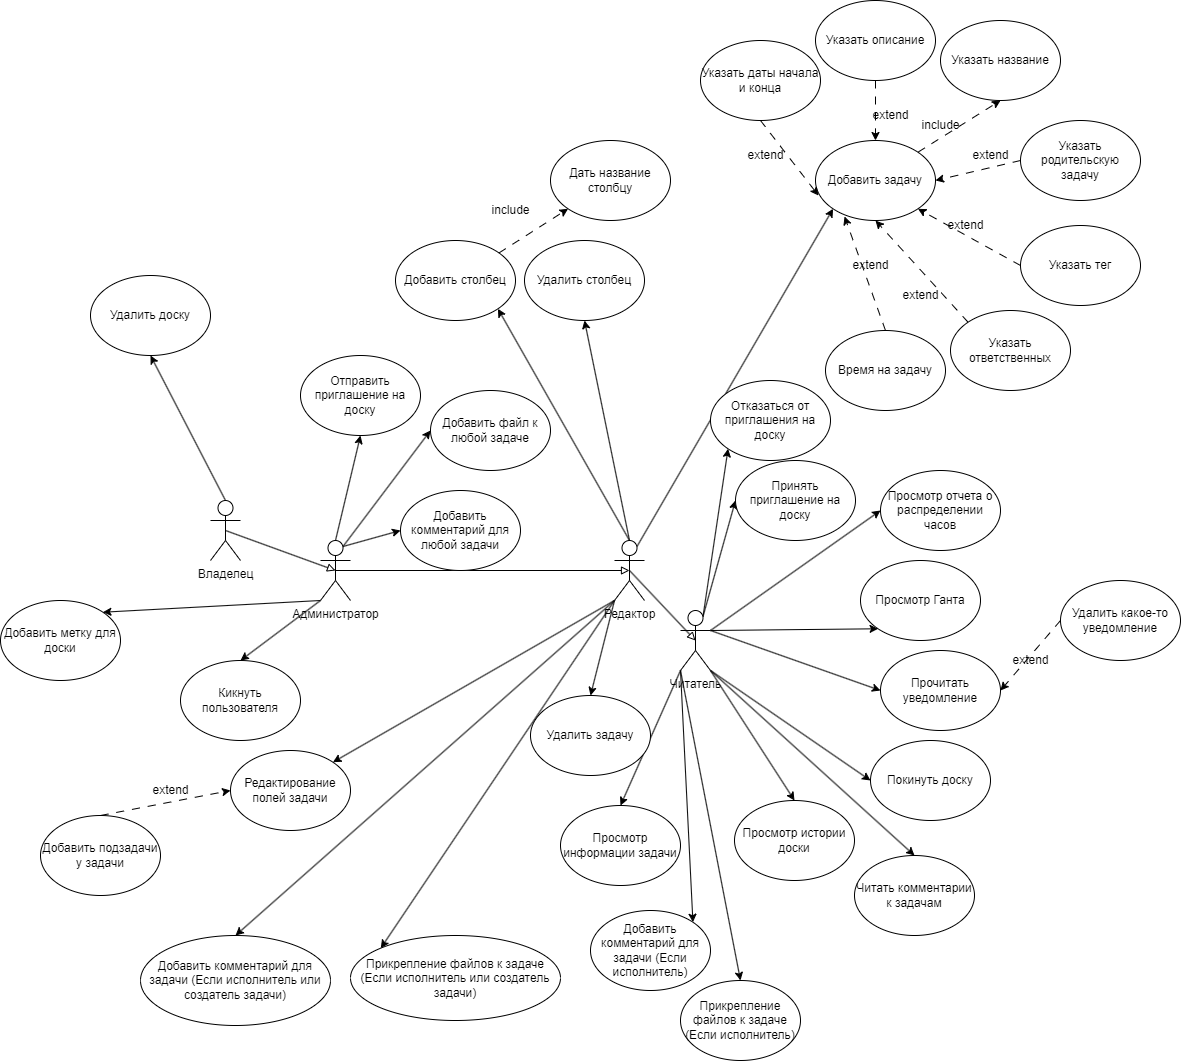 Указать описание
Указать название
Указать даты начала
и конца
extend
include
extend
Указать
родительскую
задачу
extend
Добавить задачу
Дать название
столбцу
include
extend
Указать тег
extend
extend
Добавить столбец
Удалить столбец
Удалить доску
Указать
ответственных
Время на задачу
Отправить
приглашение на
доску
Добавить файл к
любой задаче
Отказаться от
приглашения на
доску
Принять
приглашение на
доску
Просмотр отчета о
распределении
часов
Добавить
комментарий для
любой задачи
Владелец
Администратор
Редактор
Просмотр Ганта
Удалить какое-то
уведомление
extend
Добавить метку для
доски
Читатель
Прочитать
уведомление
Кикнуть
пользователя
Удалить задачу
Редактирование
полей задачи
extend
Покинуть доску
Добавить подзадачи
у задачи
Просмотр
информации задачи
Просмотр истории
доски
Читать комментарии
к задачам
Добавить
комментарий для
задачи (Если
исполнитель)
Добавить комментарий для
задачи (Если исполнитель или
создатель задачи)
Прикрепление файлов к задаче
(Если исполнитель или создатель
задачи)
Прикрепление
файлов к задаче
(Если исполнитель)